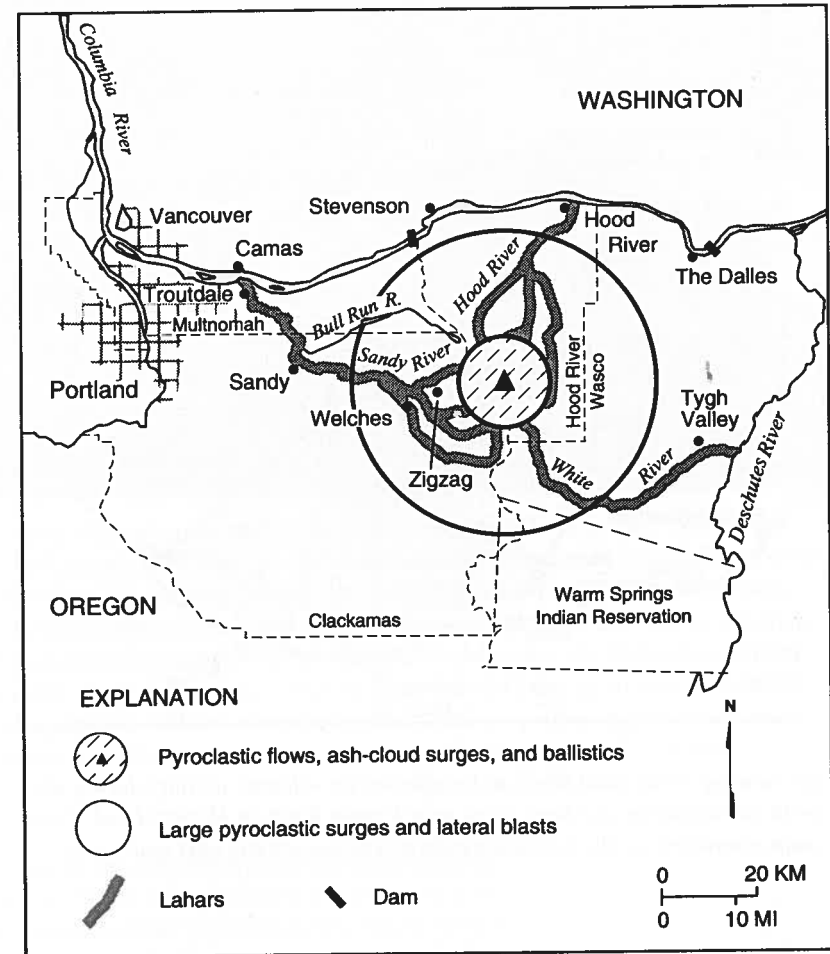 Columbia
River
WASHINGTON
Vancouver
Stevenson
Hood
River
Camas
The Dalles
Troutdale
Multnomah
Bull Run R.
Hood River
Sandy River
Portland
Sandy
Hood River
Wasco
Tygh
Valley
Welches
Zigzag
White
River
Deschutes River
OREGON
Clackamas
Warm Springs
Indian Reservation
EXPLANATION
Pyroclastic flows, ash-cloud surges, and ballistics
Large pyroclastic surges and lateral blasts
Lahars
Dam
N
0 20 KM
0 10 MI